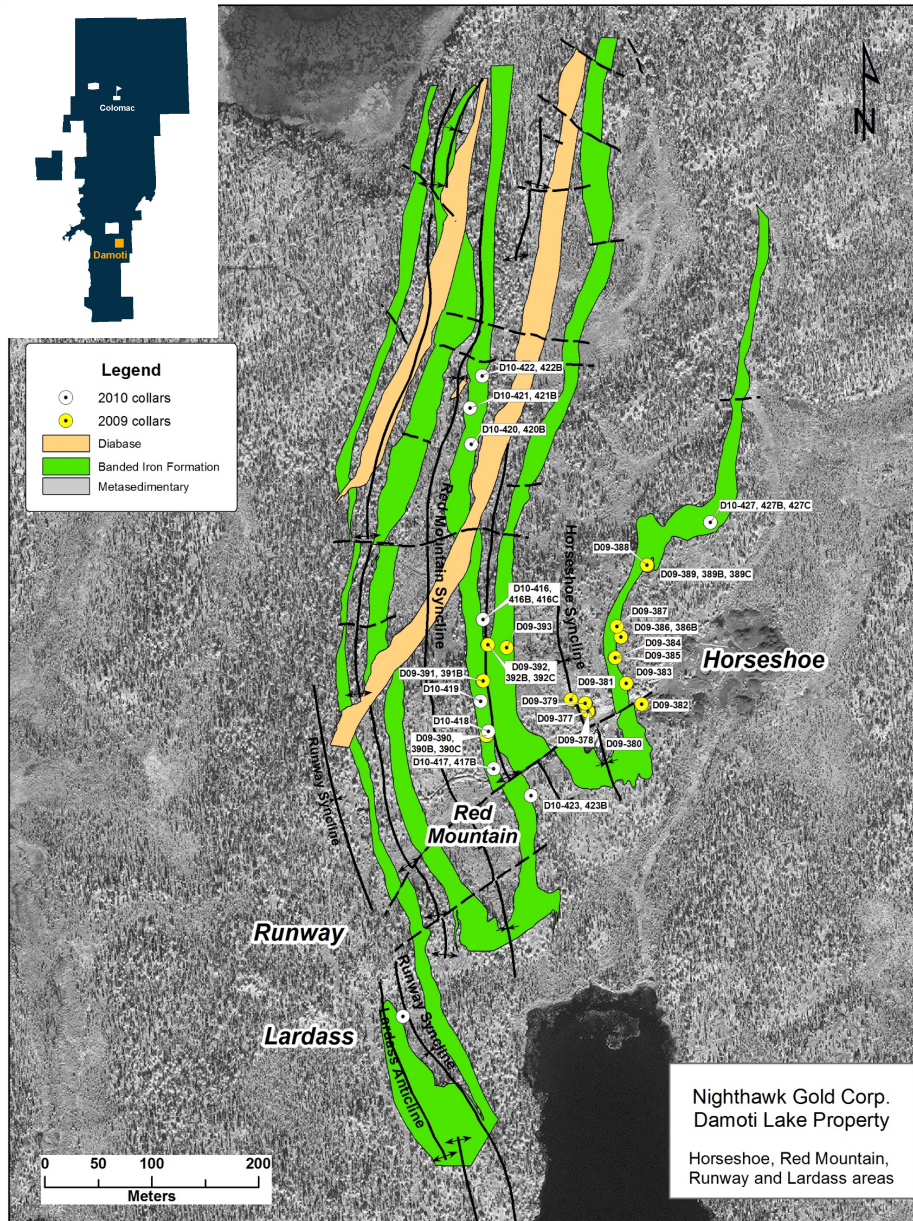 Colomac
Damoti
N
Legend
2010 collars
2009 collars
Diabase
Banded Iron Formation
Metasedimentary
D10-422, 422B
D10-421, 421B
D10-420, 420B
Red Mountain Syncline
D10-427, 427B, 427C
Horseshoe Syncline
D09-388
D09-389, 389B, 389C
D10-416,
416B, 416C
D09-393
D09-387
D09-386, 386B
D09-384
D09-385
Horseshoe
D09-383
D09-392,
392B, 392C
D09-391, 391B
D09-381
D10-419
D09-379
D09-382
D09-377
D09-378
D09-380
D10-418
D09-390,
390B, 390C
D10-417, 417B
Runway Syncline
D10-423, 423B
Red
Mountain
Runway
Runway Syncline
Lardass
Lardass Anticline
0 50 100 200
Meters
Nighthawk Gold Corp.
Damoti Lake Property
Horseshoe, Red Mountain,
Runway and Lardass areas